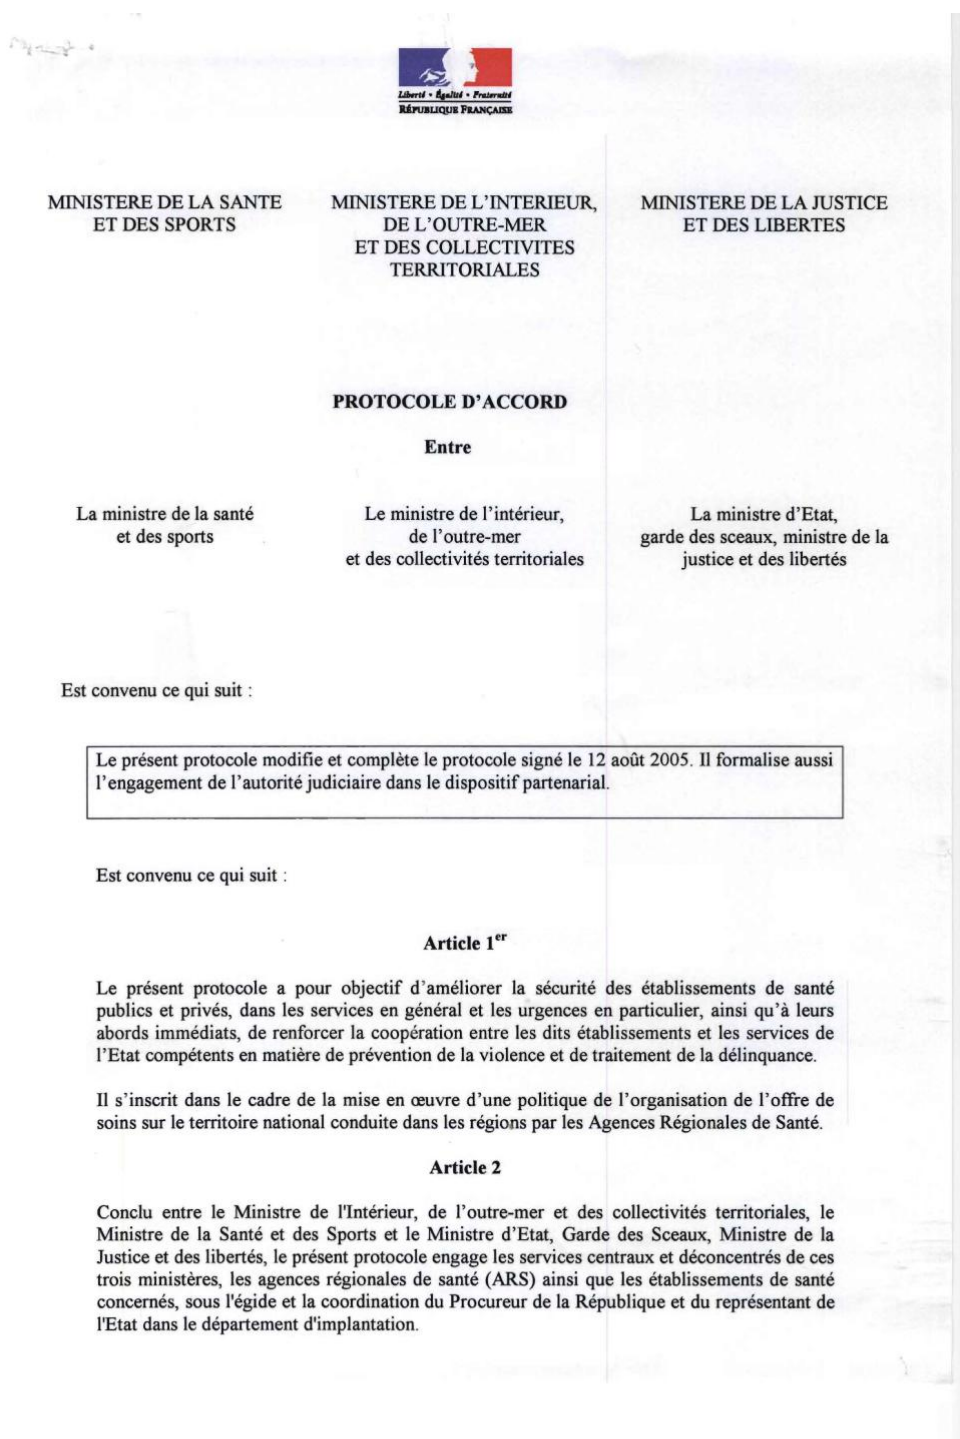 Liberté • Égalité • Fraternité
RÉPUBLIQUE FRANÇAISE
MINISTERE DE LA SANTE
ET DES SPORTS
MINISTERE DE L'INTERIEUR,
DE L'OUTRE-MER
ET DES COLLECTIVITES
TERRITORIALES
MINISTERE DE LA JUSTICE
ET DES LIBERTES
PROTOCOLE D'ACCORD
Entre
La ministre de la santé
et des sports
Le ministre de l'intérieur,
de l'outre-mer
et des collectivités territoriales
La ministre d'Etat,
garde des sceaux, ministre de la
justice et des libertés
Est convenu ce qui suit :
Le présent protocole modifie et complète le protocole signé le 12 août 2005. Il formalise aussi
l'engagement de l'autorité judiciaire dans le dispositif partenarial.
Est convenu ce qui suit :
Article 1er
Le présent protocole a pour objectif d'améliorer la sécurité des établissements de santé
publics et privés, dans les services en général et les urgences en particulier, ainsi qu'à leurs
abords immédiats, de renforcer la coopération entre les dits établissements et les services de
l'Etat compétents en matière de prévention de la violence et de traitement de la délinquance.
Il s'inscrit dans le cadre de la mise en œuvre d'une politique de l'organisation de l'offre de
soins sur le territoire national conduite dans les régions par les Agences Régionales de Santé.
Article 2
Conclu entre le Ministre de l'Intérieur, de l'outre-mer et des collectivités territoriales, le
Ministre de la Santé et des Sports et le Ministre d'Etat, Garde des Sceaux, Ministre de la
Justice et des libertés, le présent protocole engage les services centraux et déconcentrés de ces
trois ministères, les agences régionales de santé (ARS) ainsi que les établissements de santé
concernés, sous l'égide et la coordination du Procureur de la République et du représentant de
l'Etat dans le département d'implantation.